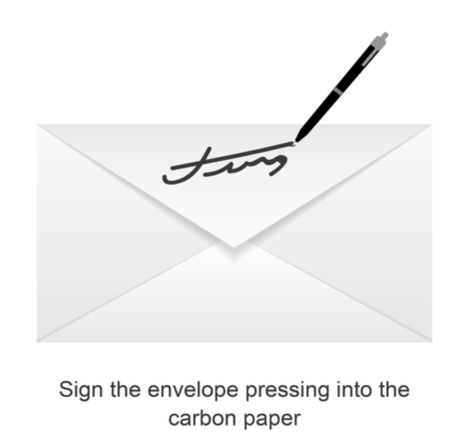 Sign the envelope pressing into the
carbon paper